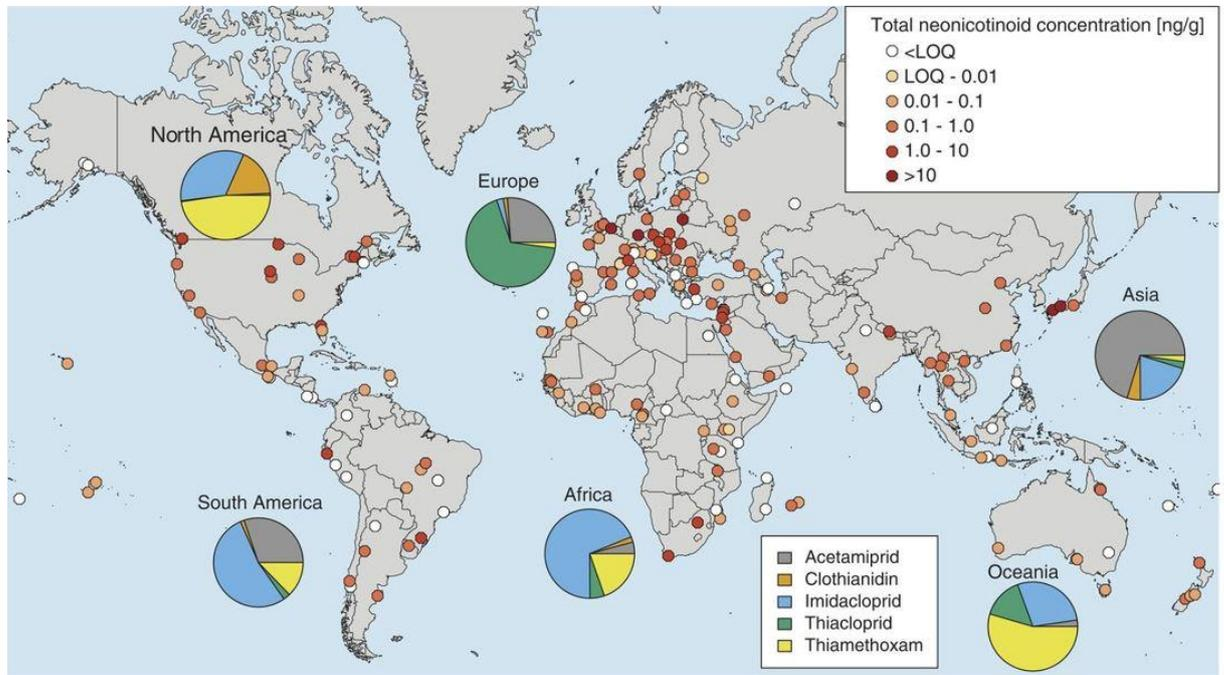 Total neonicotinoid concentration [ng/g]
<LOQ
LOQ - 0.01
0.01 - 0.1
0.1 - 1.0
1.0 - 10
>10
North America
Europe
Asia
South America
Africa
Oceania
Acetamiprid
Clothianidin
Imidacloprid
Thiacloprid
Thiamethoxam